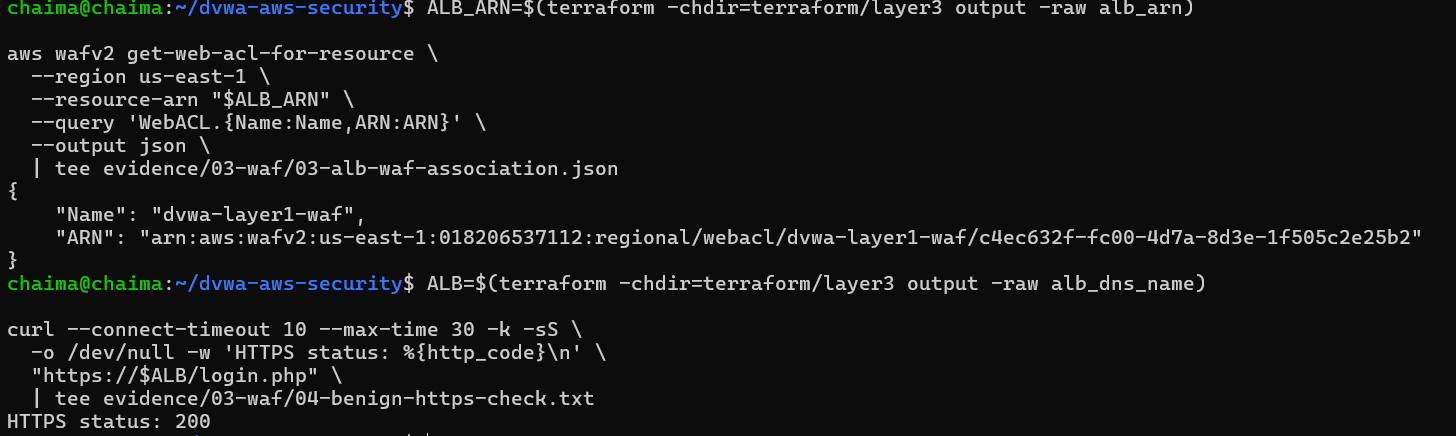 chaima@chaima:~/dvwa-aws-security$ ALB_ARN=$(terraform -chdir=terraform/layer3 output -raw alb_arn)
aws wafv2 get-web-acl-for-resource \
  --region us-east-1 \
  --resource-arn "$ALB_ARN" \
  --query 'WebACL.{Name:Name,ARN:ARN}' \
  --output json \
  | tee evidence/03-waf/03-alb-waf-association.json
{
    "Name": "dvwa-layer1-waf",
    "ARN": "arn:aws:wafv2:us-east-1:018206537112:regional/webacl/dvwa-layer1-waf/c4ec632f-fc00-4d7a-8d3e-1f505c2e25b2"
}
chaima@chaima:~/dvwa-aws-security$ ALB=$(terraform -chdir=terraform/layer3 output -raw alb_dns_name)
curl --connect-timeout 10 --max-time 30 -k -sS \
  -o /dev/null -w 'HTTPS status: %{http_code}\n' \
  "https://$ALB/login.php" \
  | tee evidence/03-waf/04-benign-https-check.txt
HTTPS status: 200